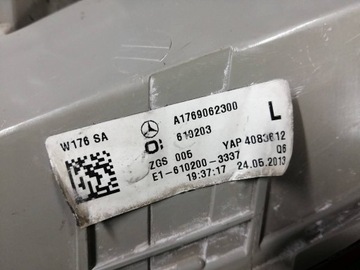 W176 SA
A1769062300
610203
L
ZGS 005
YAP 4083612
E1-610200-3337
Q6
19:37:17 24.05.2013